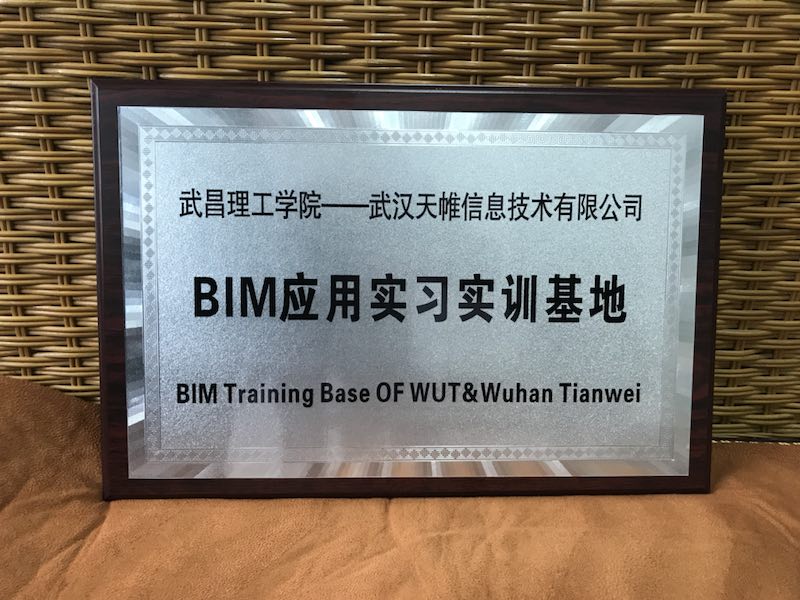 武昌理工学院——武汉天帷信息技术有限公司
BIM应用实习实训基地
BIM Training Base OF WUT&Wuhan Tianwei